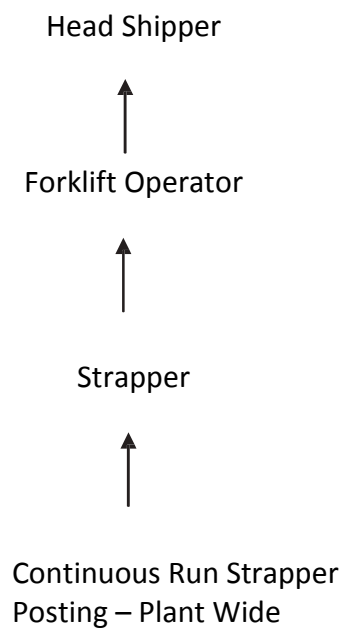 Head Shipper
Forklift Operator
Strapper
Continuous Run Strapper
Posting – Plant Wide